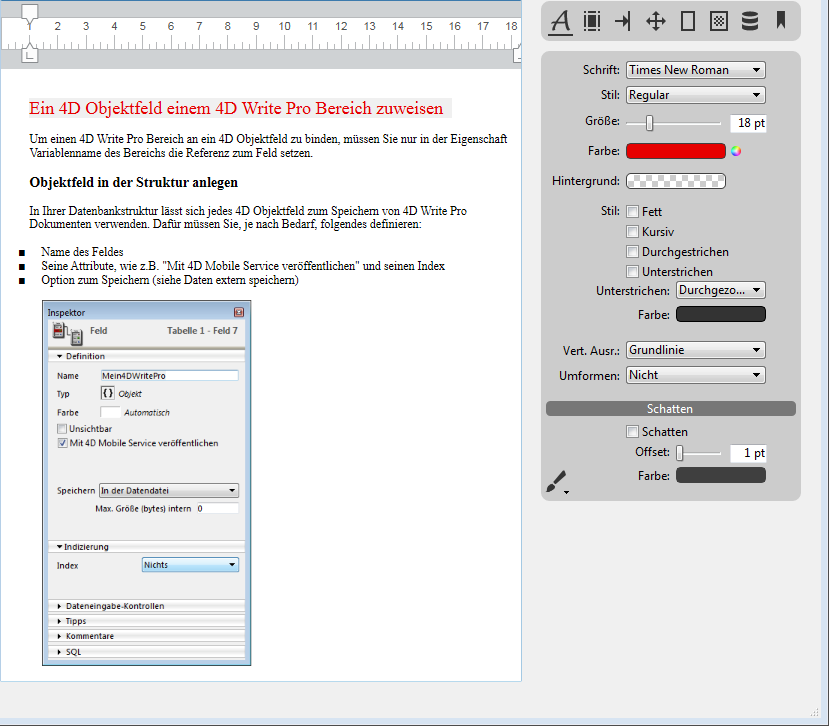 1 2 3 4 5 6 7 8 9 10 11 12 13 14 15 16 17 18
Ein 4D Objektfeld einem 4D Write Pro Bereich zuweisen
Um einen 4D Write Pro Bereich an ein 4D Objektfeld zu binden, müssen Sie nur in der Eigenschaft
Variablenname des Bereichs die Referenz zum Feld setzen.
Objektfeld in der Struktur anlegen
In Ihrer Datenbankstruktur lässt sich jedes 4D Objektfeld zum Speichern von 4D Write Pro
Dokumenten verwenden. Dafür müssen Sie, je nach Bedarf, folgendes definieren:
■ Name des Feldes
■ Seine Attribute, wie z.B. "Mit 4D Mobile Service veröffentlichen" und seinen Index
■ Option zum Speichern (siehe Daten extern speichern)
Inspektor
Feld Tabelle 1 - Feld 7
Definition
Name Mein4DWritePro
Typ {} Objekt
Farbe Automatisch
Unsichtbar
Mit 4D Mobile Service veröffentlichen
Speichern In der Datendatei
Max. Größe (bytes) intern 0
Indizierung
Index Nichts
Dateneingabe-Kontrollen
Tipps
Kommentare
SQL
A
Schrift: Times New Roman
Stil: Regular
Größe: 18 pt
Farbe:
Hintergrund:
Stil: Fett
Kursiv
Durchgestrichen
Unterstrichen
Unterstrichen: Durchgezo...
Farbe:
Vert. Ausr.: Grundlinie
Umformen: Nicht
Schatten
Schatten
Offset: 1 pt
Farbe: